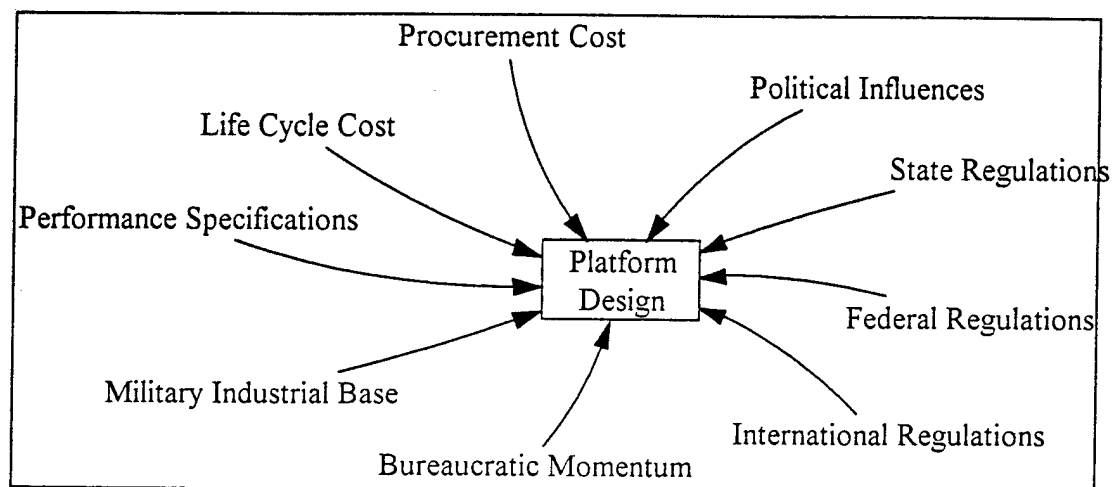 Procurement Cost
Political Influences
Life Cycle Cost
State Regulations
Performance Specifications
Platform
Design
Federal Regulations
Military Industrial Base
International Regulations
Bureaucratic Momentum